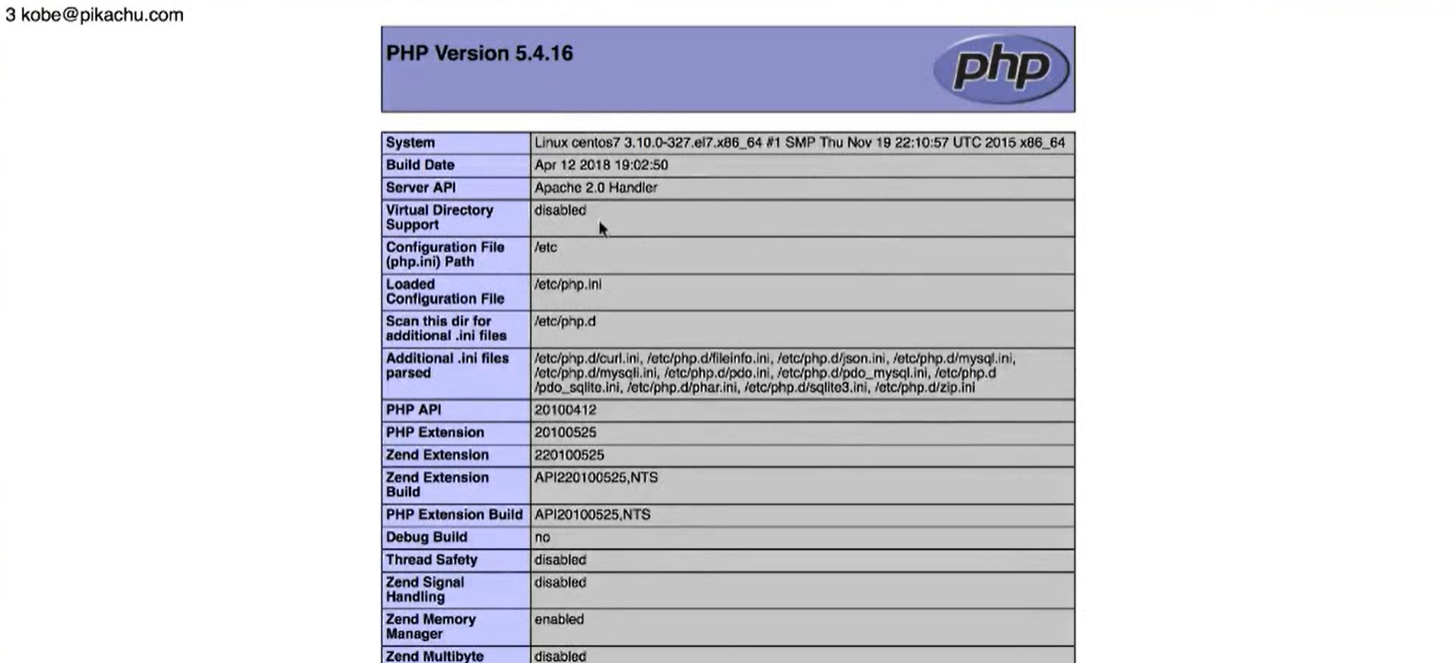 3 kobe@pikachu.com
PHP Version 5.4.16
php
System Linux centos7 3.10.0-327.el7.x86_64 #1 SMP Thu Nov 19 22:10:57 UTC 2015 x86_64
Build Date Apr 12 2018 19:02:50
Server API Apache 2.0 Handler
Virtual Directory
Support disabled
Configuration File
(php.ini) Path /etc
Loaded
Configuration File /etc/php.ini
Scan this dir for
additional .ini files /etc/php.d
Additional .ini files
parsed /etc/php.d/curl.ini, /etc/php.d/fileinfo.ini, /etc/php.d/json.ini, /etc/php.d/mysql.ini,
/etc/php.d/mysqli.ini, /etc/php.d/pdo.ini, /etc/php.d/pdo_mysql.ini, /etc/php.d
/pdo_sqlite.ini, /etc/php.d/phar.ini, /etc/php.d/sqlite3.ini, /etc/php.d/zip.ini
PHP API 20100412
PHP Extension 20100525
Zend Extension 220100525
Zend Extension
Build API220100525,NTS
PHP Extension Build API20100525,NTS
Debug Build no
Thread Safety disabled
Zend Signal
Handling disabled
Zend Memory
Manager enabled
Zend Multibyte disabled